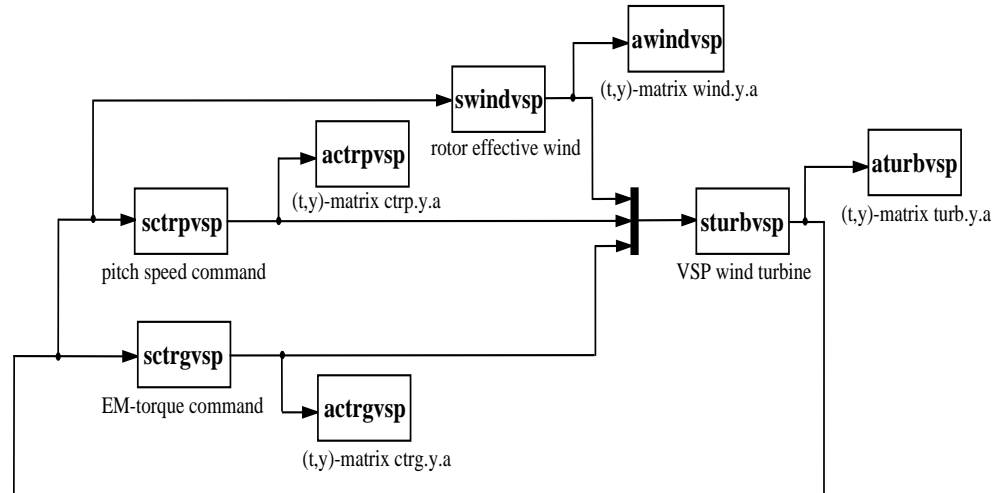 awindvsp
(t,y)-matrix wind.y.a
swindvsp
rotor effective wind
actrpvsp
(t,y)-matrix ctrp.y.a
aturbvsp
(t,y)-matrix turb.y.a
sctrpvsp
pitch speed command
sturbvsp
VSP wind turbine
sctrgvsp
EM-torque command
actrgvsp
(t,y)-matrix ctrg.y.a